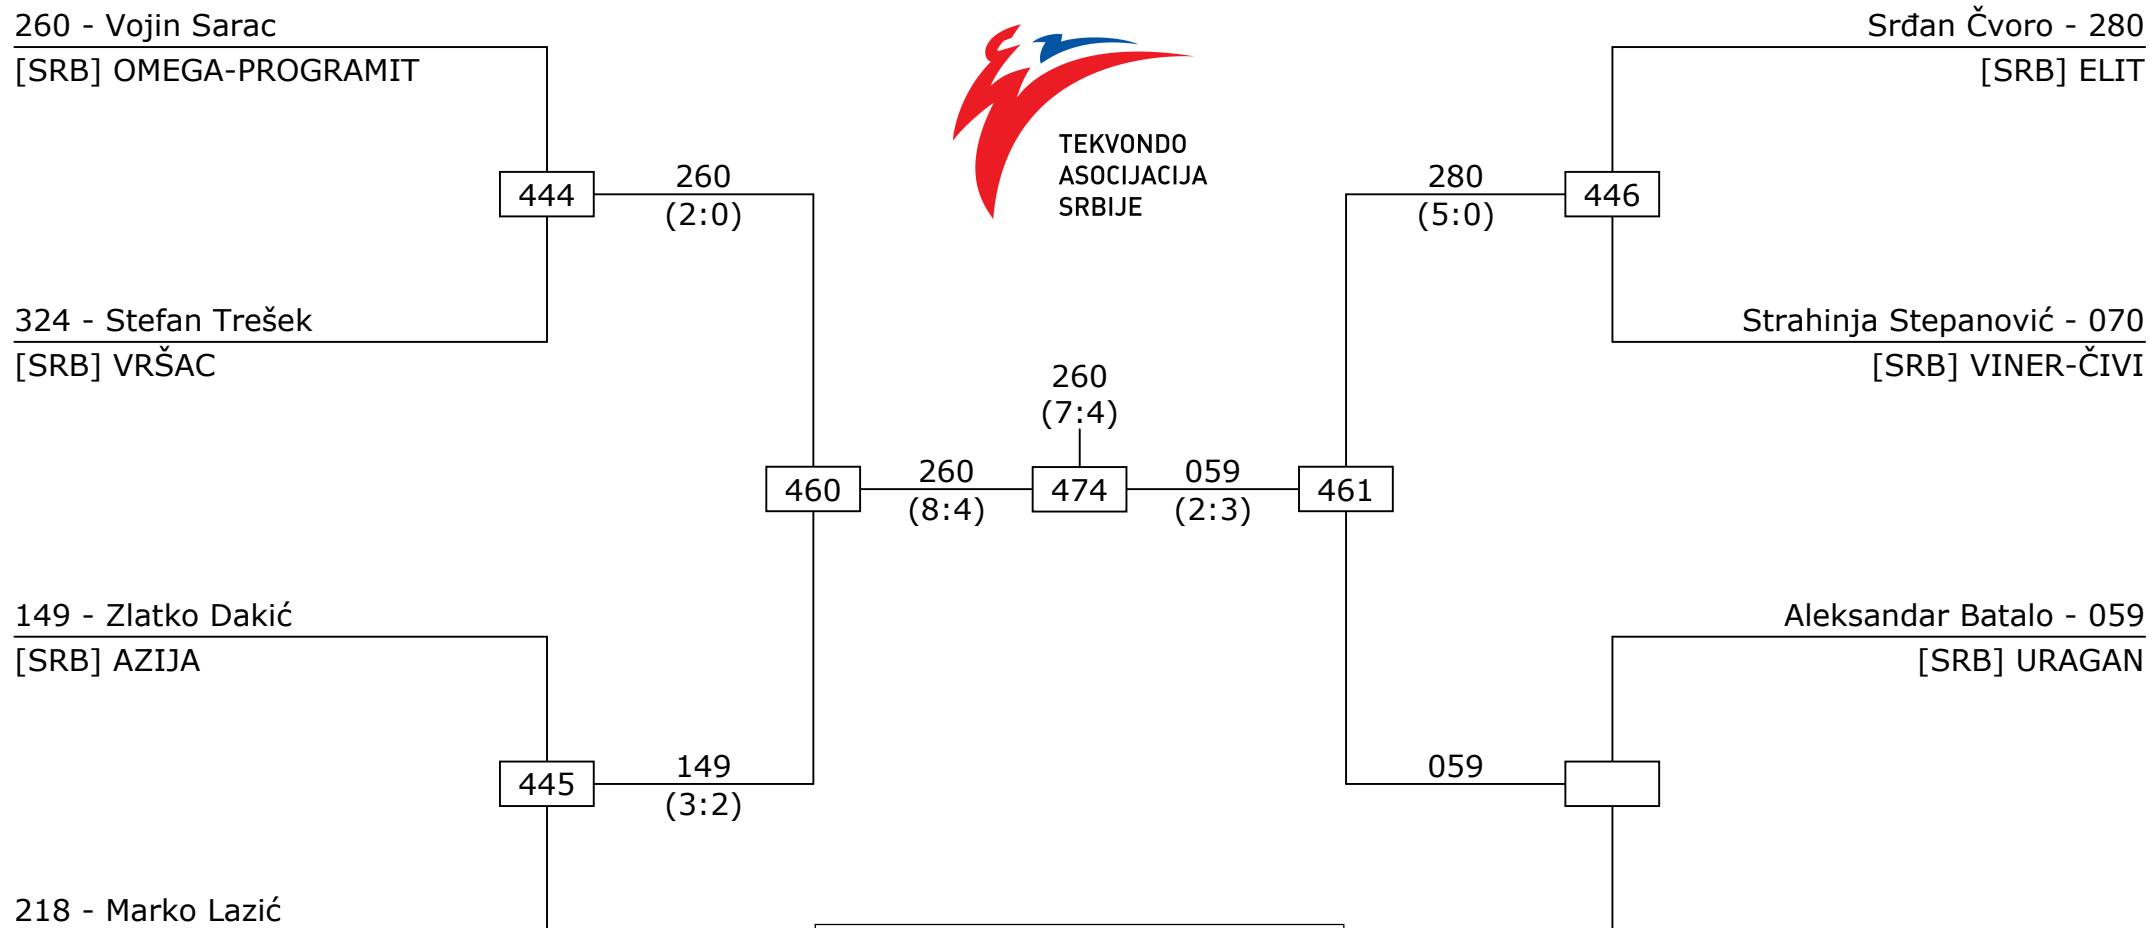 260 - Vojin Sarac
[SRB] OMEGA-PROGRAMIT
Srđan Čvoro - 280
[SRB] ELIT
TEKVONDO
ASOCIJACIJA
SRBIJE
444
260
(2:0)
280
(5:0)
446
324 - Stefan Trešek
[SRB] VRŠAC
Strahinja Stepanović - 070
[SRB] VINER-ČIVI
260
(7:4)
460
260
(8:4)
474
059
(2:3)
461
149 - Zlatko Dakić
[SRB] AZIJA
Aleksandar Batalo - 059
[SRB] URAGAN
445
149
(3:2)
059
218 - Marko Lazić